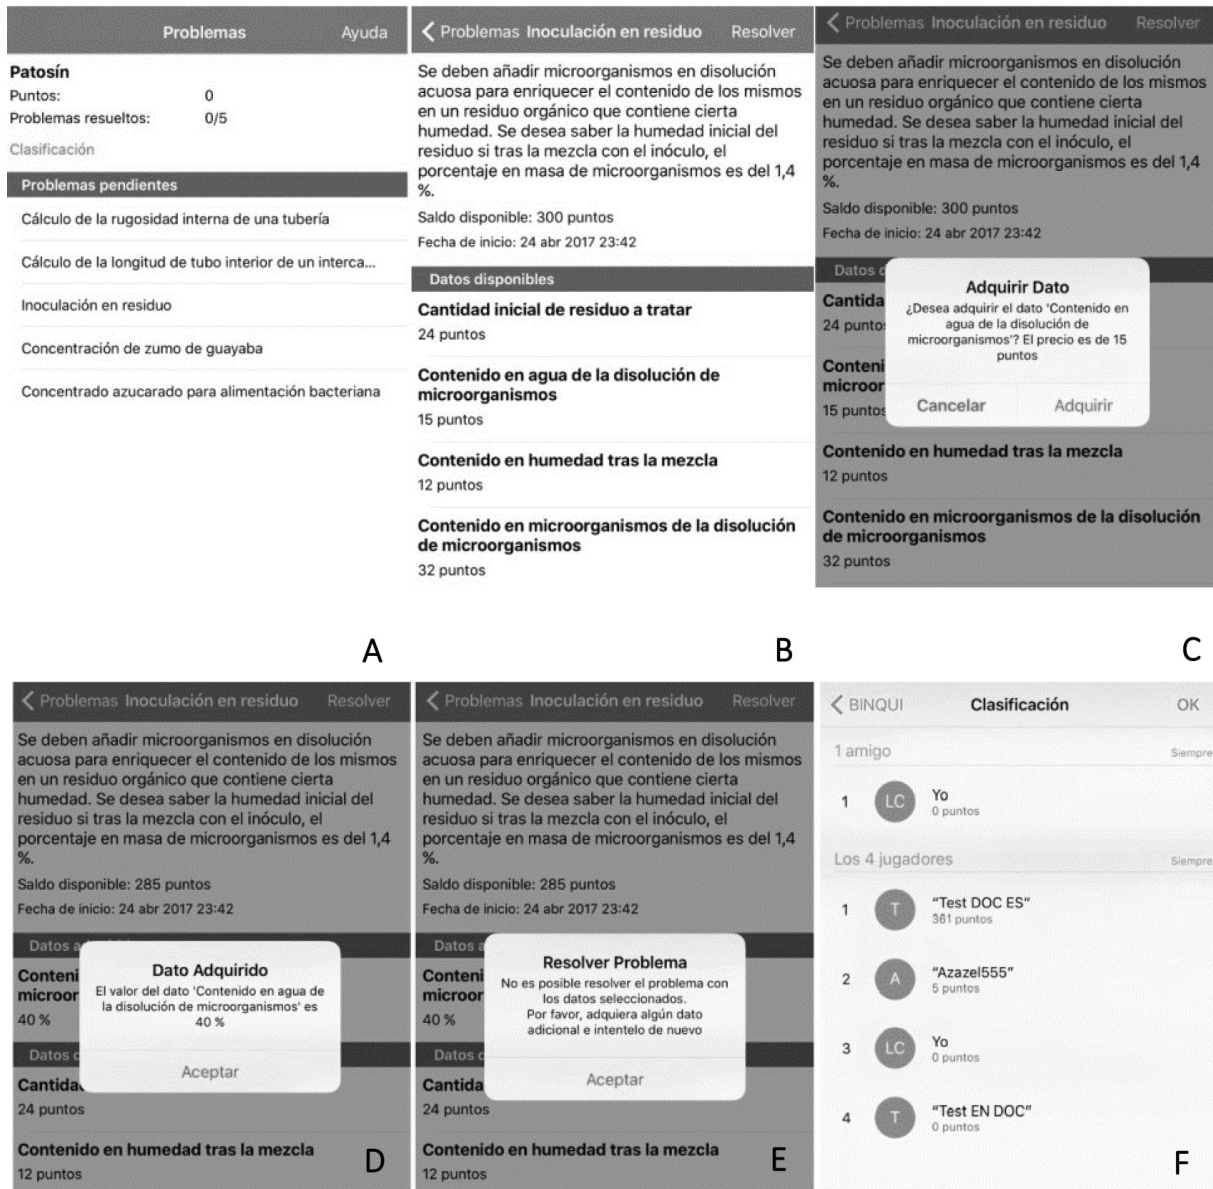 Problemas
Ayuda
Patosín
Puntos: 0
Problemas resueltos: 0/5
Clasificación
Problemas pendientes
Cálculo de la rugosidad interna de una tubería
Cálculo de la longitud de tubo interior de un interca...
Inoculación en residuo
Concentración de zumo de guayaba
Concentrado azucarado para alimentación bacteriana
A
Problemas Inoculación en residuo Resolver
Se deben añadir microorganismos en disolución
acuosa para enriquecer el contenido de los mismos
en un residuo orgánico que contiene cierta
humedad. Se desea saber la humedad inicial del
residuo si tras la mezcla con el inóculo, el
porcentaje en masa de microorganismos es del 1,4
%.
Saldo disponible: 300 puntos
Fecha de inicio: 24 abr 2017 23:42
Datos disponibles
Cantidad inicial de residuo a tratar
24 puntos
Contenido en agua de la disolución de
microorganismos
15 puntos
Contenido en humedad tras la mezcla
12 puntos
Contenido en microorganismos de la disolución
de microorganismos
32 puntos
B
Problemas Inoculación en residuo Resolver
Se deben añadir microorganismos en disolución
acuosa para enriquecer el contenido de los mismos
en un residuo orgánico que contiene cierta
humedad. Se desea saber la humedad inicial del
residuo si tras la mezcla con el inóculo, el
porcentaje en masa de microorganismos es del 1,4
%.
Saldo disponible: 300 puntos
Fecha de inicio: 24 abr 2017 23:42
Datos d
Adquirir Dato
¿Desea adquirir el dato 'Contenido en
agua de la disolución de
microorganismos'? El precio es de 15
puntos
Cancelar Adquirir
Cantida
24 puntos
Conteni
microor
15 puntos
Contenido en humedad tras la mezcla
12 puntos
Contenido en microorganismos de la disolución
de microorganismos
32 puntos
C
Problemas Inoculación en residuo Resolver
Se deben añadir microorganismos en disolución
acuosa para enriquecer el contenido de los mismos
en un residuo orgánico que contiene cierta
humedad. Se desea saber la humedad inicial del
residuo si tras la mezcla con el inóculo, el
porcentaje en masa de microorganismos es del 1,4
%.
Saldo disponible: 285 puntos
Fecha de inicio: 24 abr 2017 23:42
Datos a
Dato Adquirido
El valor del dato 'Contenido en agua de
la disolución de microorganismos' es
40 %
Aceptar
Conteni
microor
40 %
Datos d
Cantida
24 puntos
Contenido en humedad tras la mezcla
12 puntos
D
Problemas Inoculación en residuo Resolver
Se deben añadir microorganismos en disolución
acuosa para enriquecer el contenido de los mismos
en un residuo orgánico que contiene cierta
humedad. Se desea saber la humedad inicial del
residuo si tras la mezcla con el inóculo, el
porcentaje en masa de microorganismos es del 1,4
%.
Saldo disponible: 285 puntos
Fecha de inicio: 24 abr 2017 23:42
Datos a
Resolver Problema
No es posible resolver el problema con
los datos seleccionados.
Por favor, adquiera algún dato
adicional e intentelo de nuevo
Aceptar
Conteni
microor
40 %
Datos d
Cantida
24 puntos
Contenido en humedad tras la mezcla
12 puntos
E
BINQUI Clasificación OK
1 amigo Siempre
1 LC Yo
0 puntos
Los 4 jugadores Siempre
1 T "Test DOC ES"
361 puntos
2 A "Azazel555"
5 puntos
3 LC Yo
0 puntos
4 T "Test EN DOC"
0 puntos
F